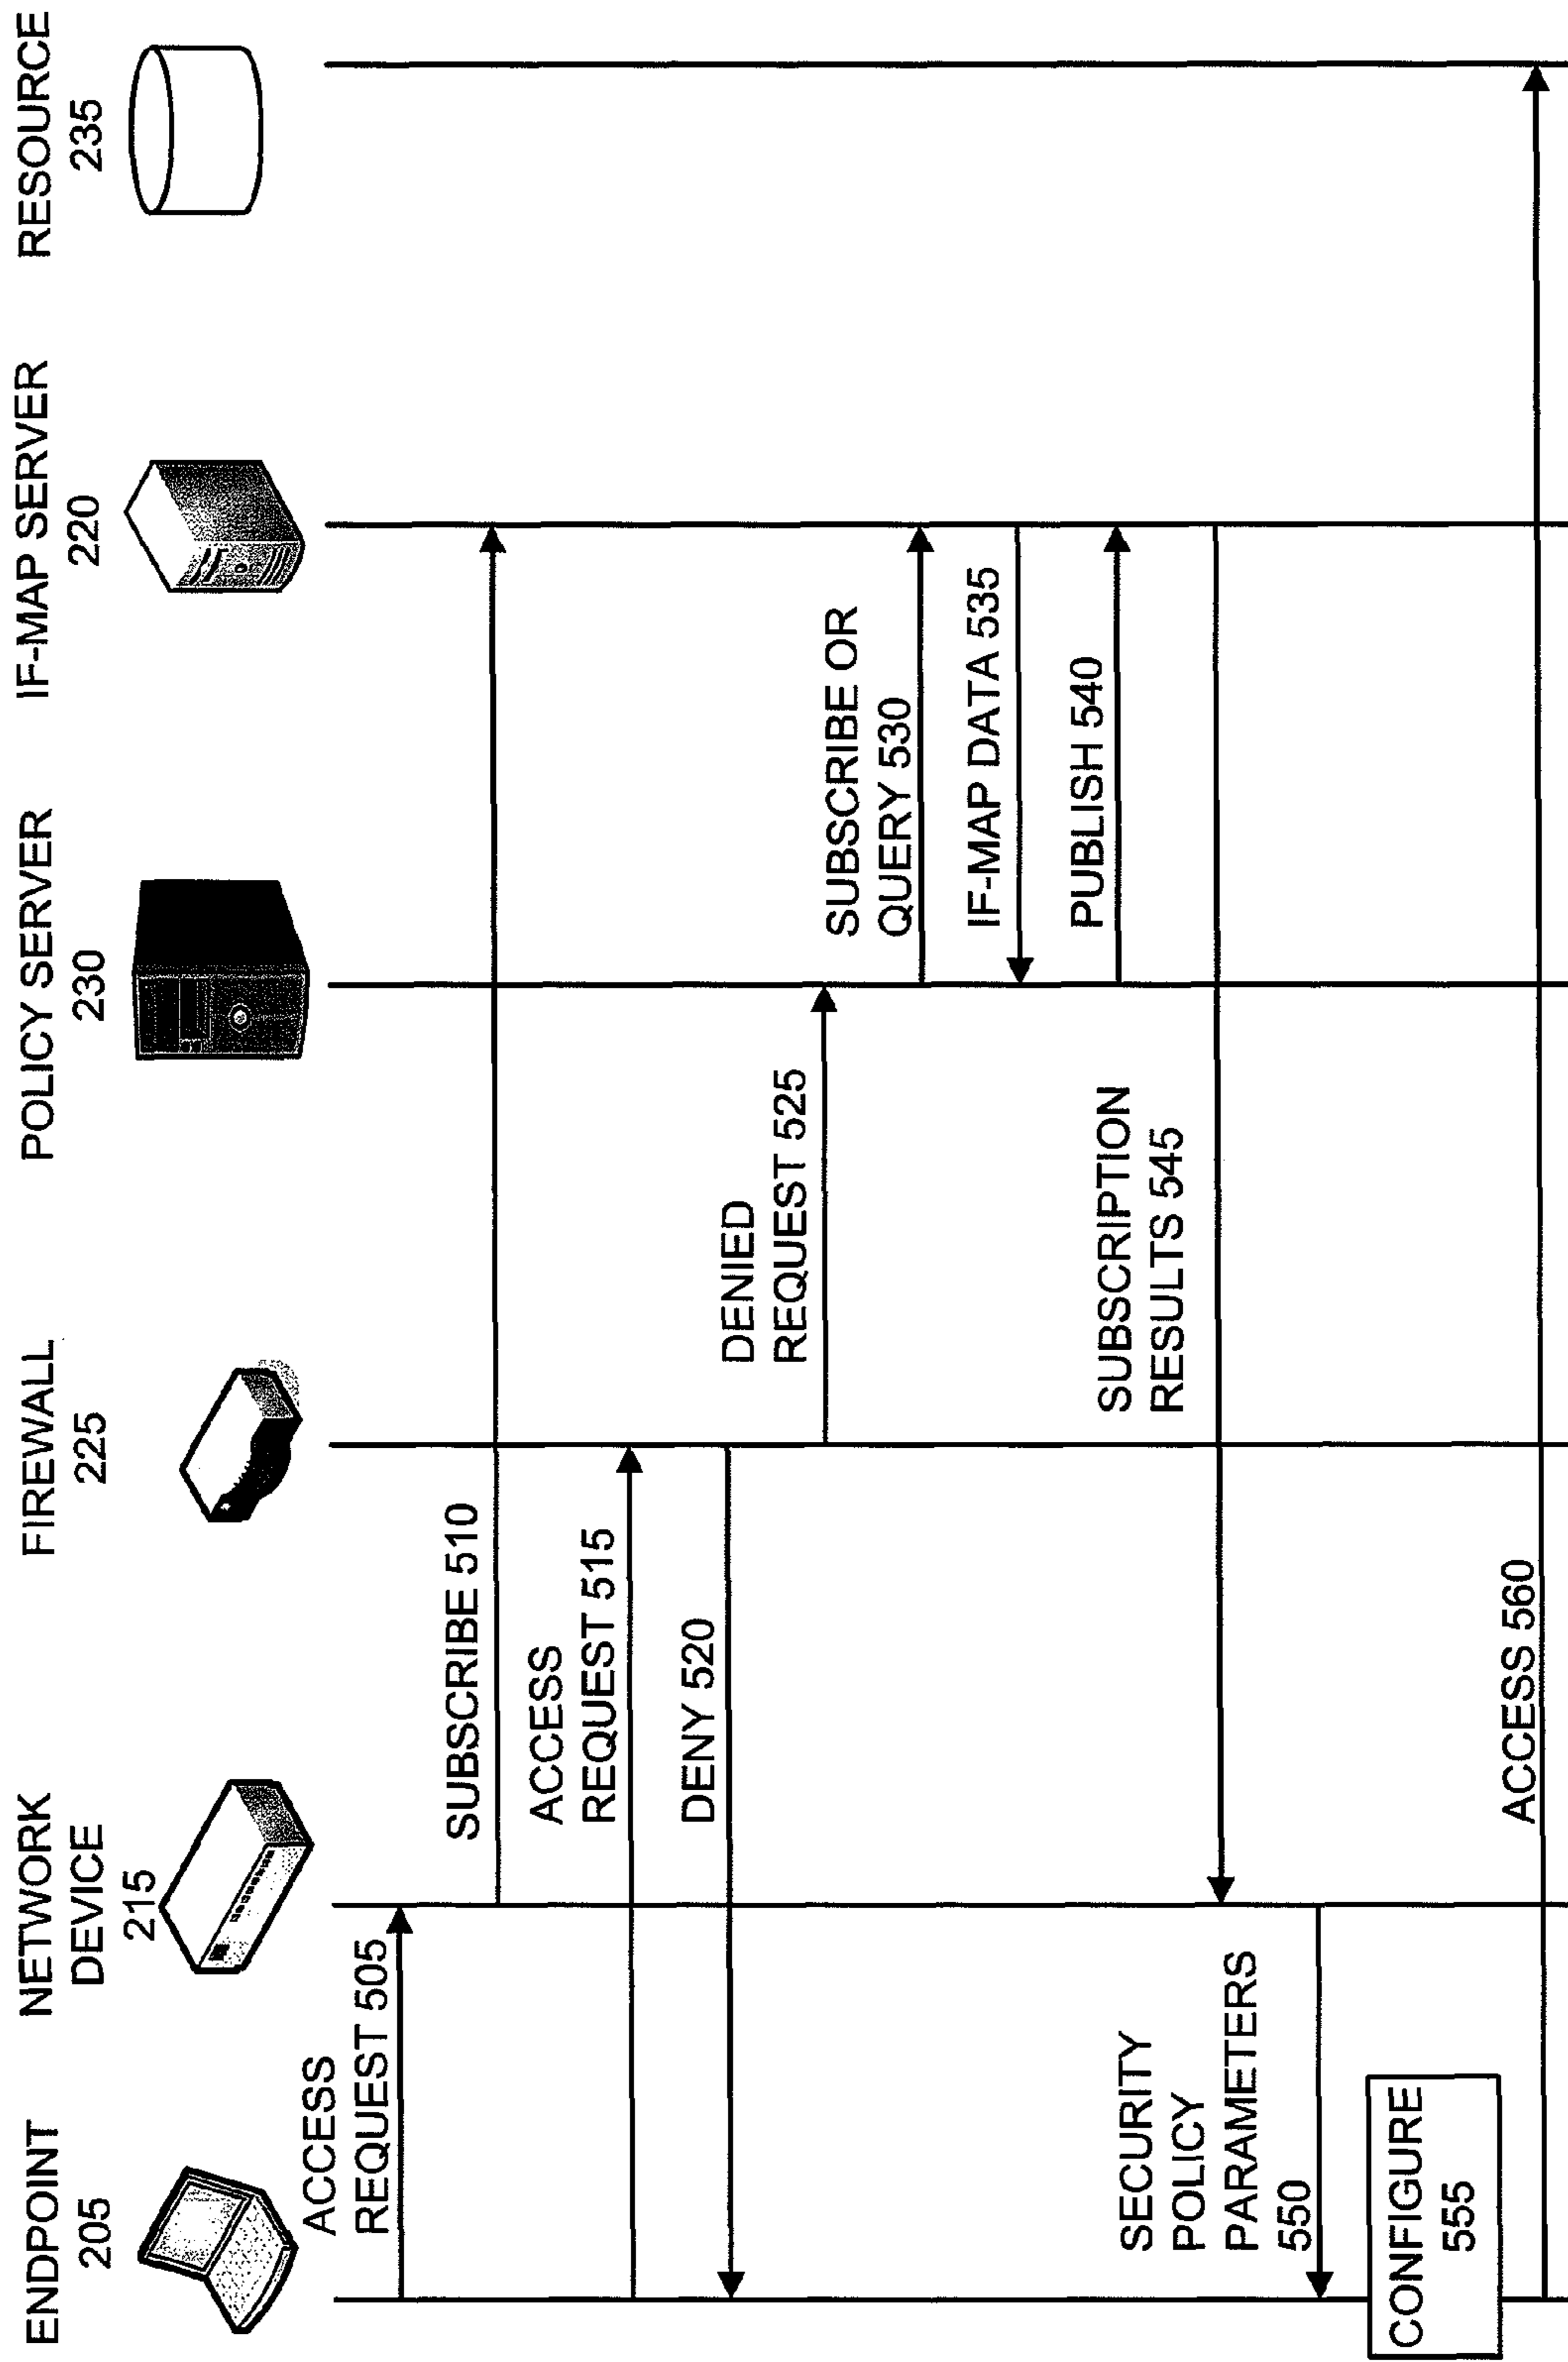 ENDPOINT
205
NETWORK
DEVICE
215
FIREWALL
225
POLICY SERVER
230
IF-MAP SERVER
220
RESOURCE
235
ACCESS
REQUEST 505
SUBSCRIBE 510
ACCESS
REQUEST 515
DENY 520
DENIED
REQUEST 525
SUBSCRIBE OR
QUERY 530
IF-MAP DATA 535
PUBLISH 540
SUBSCRIPTION
RESULTS 545
SECURITY
POLICY
PARAMETERS
550
CONFIGURE
555
ACCESS 560